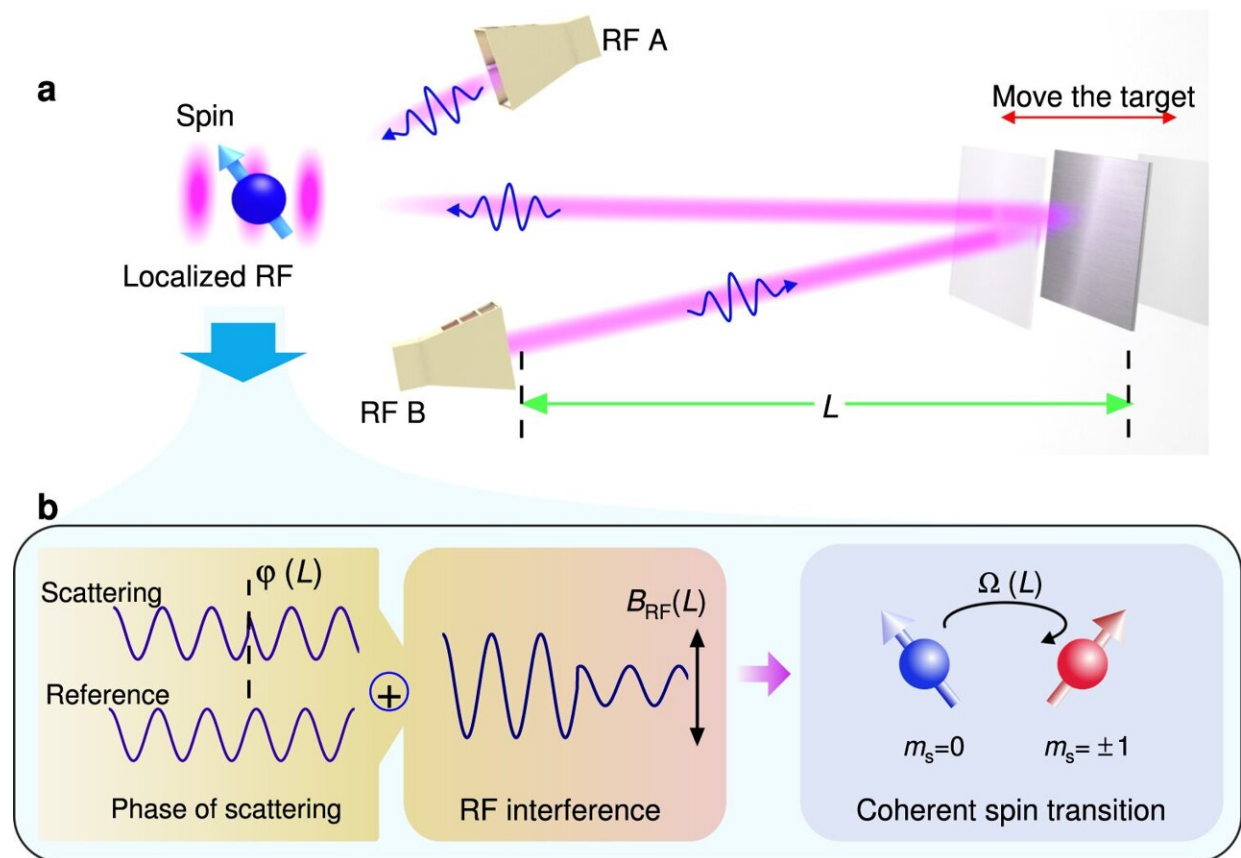 a
RF A
Move the target
Spin
Localized RF
RF B
L
b
Scattering
φ (L)
Reference
Phase of scattering
+
B_RF(L)
RF interference
Ω (L)
m_s=0
m_s= ±1
Coherent spin transition